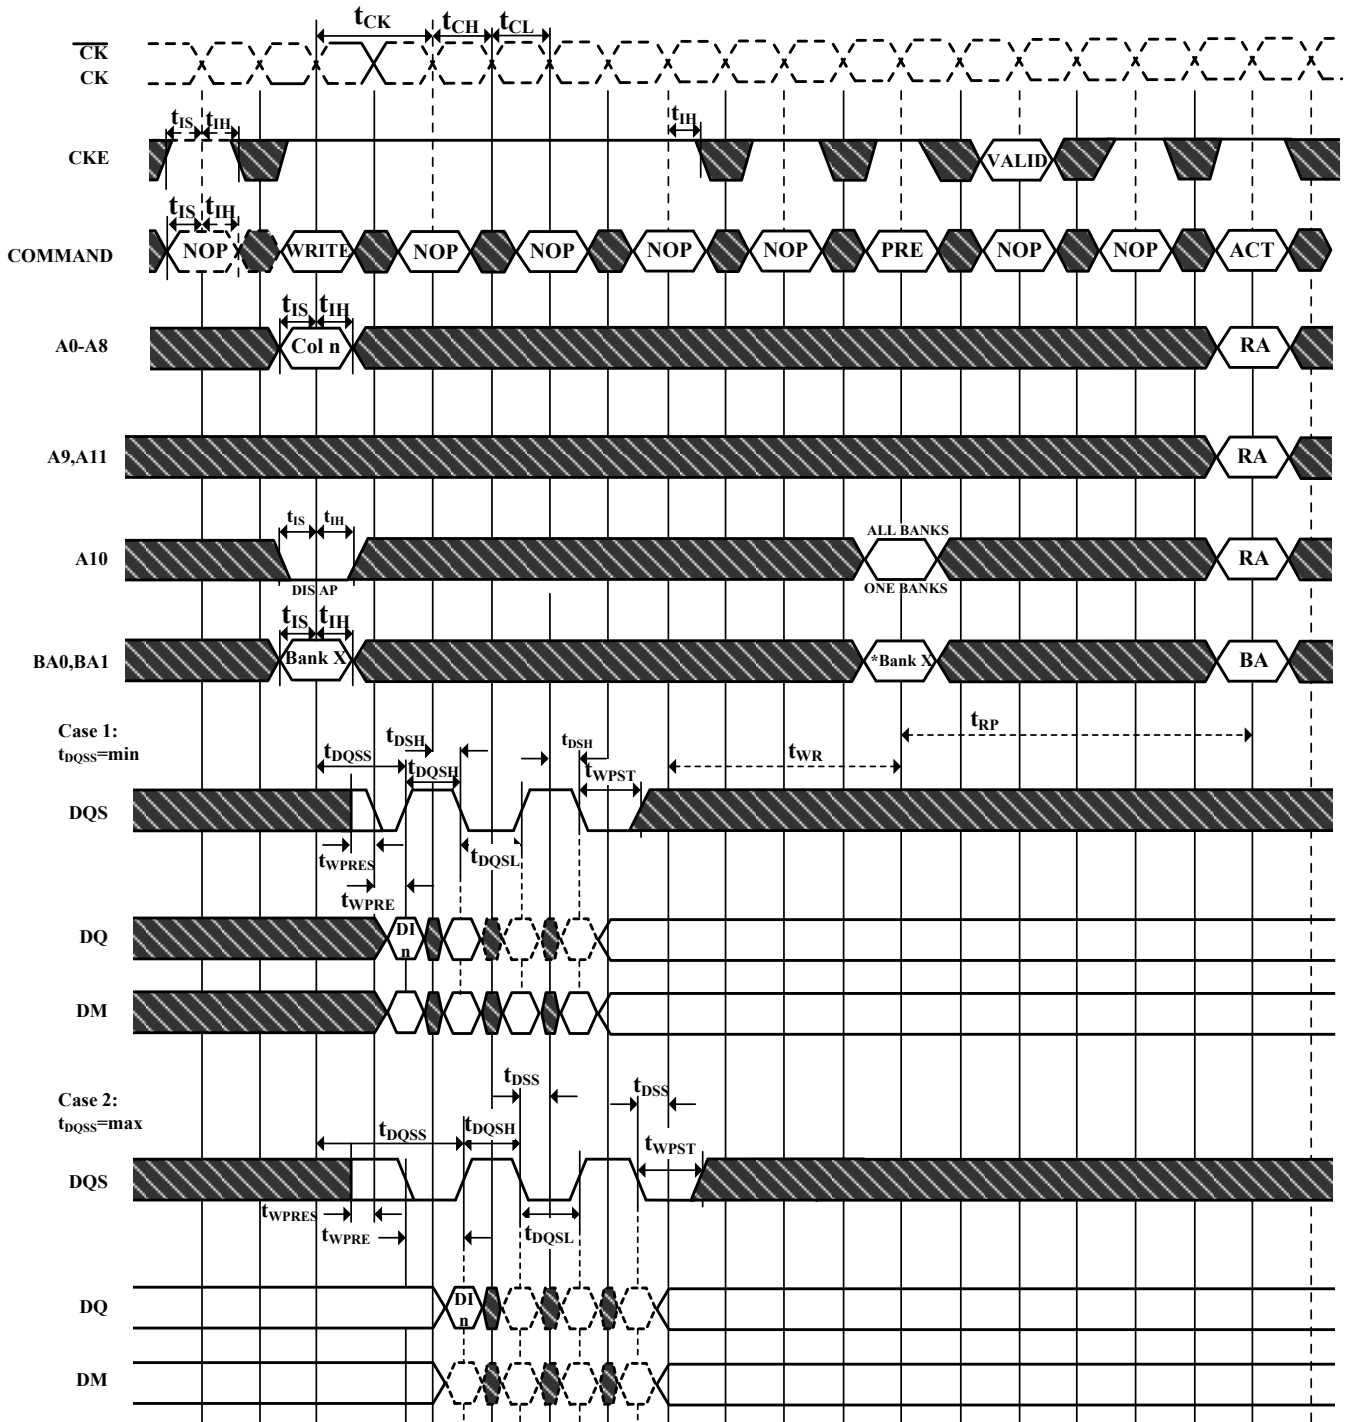 tCK tCH tCL
CK
CK
tIS tIH tIH
CKE VALID
tIS tIH
COMMAND NOP WRITE NOP NOP NOP NOP PRE NOP NOP ACT
tIS tIH
A0-A8 Col n RA
A9,A11 RA
tIS tIH ALL BANKS
A10 RA
DIS AP ONE BANKS
tIS tIH
BA0,BA1 Bank X *Bank X BA
Case 1:
tDQSS=min
tDQSS tDSH tDSH tRP
tDQSH tWPST tWR
DQS
tWPRES tDQSL
tWPRE
DQ DI
n
DM
tDSS tDSS
Case 2:
tDQSS=max
tDQSS tDQSH tWPST
DQS
tWPRES tWPRE tDQSL
DQ DI
n
DM